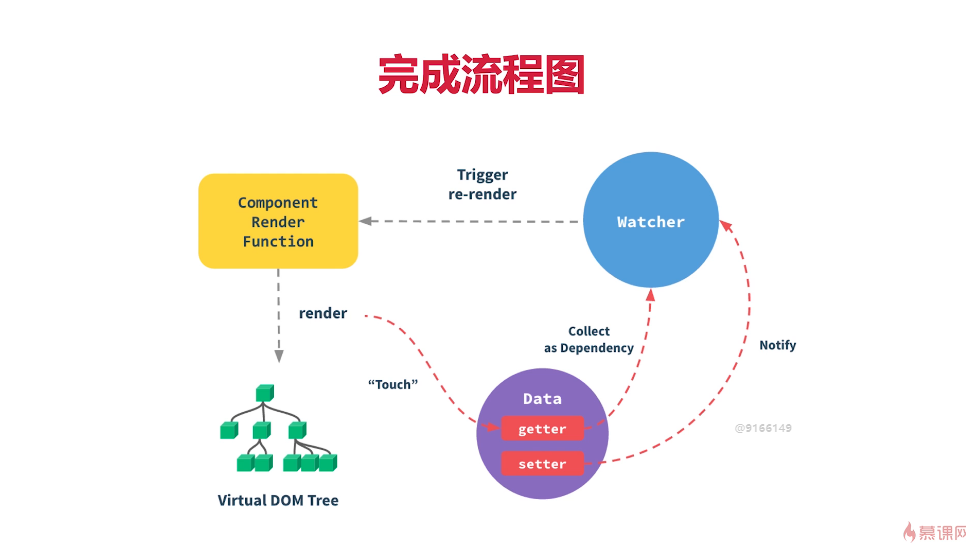 完成流程图
Trigger
re-render
Component
Render
Function
Watcher
render
Collect
as Dependency
Notify
“Touch”
Data
getter
setter
@9166149
Virtual DOM Tree
慕课网